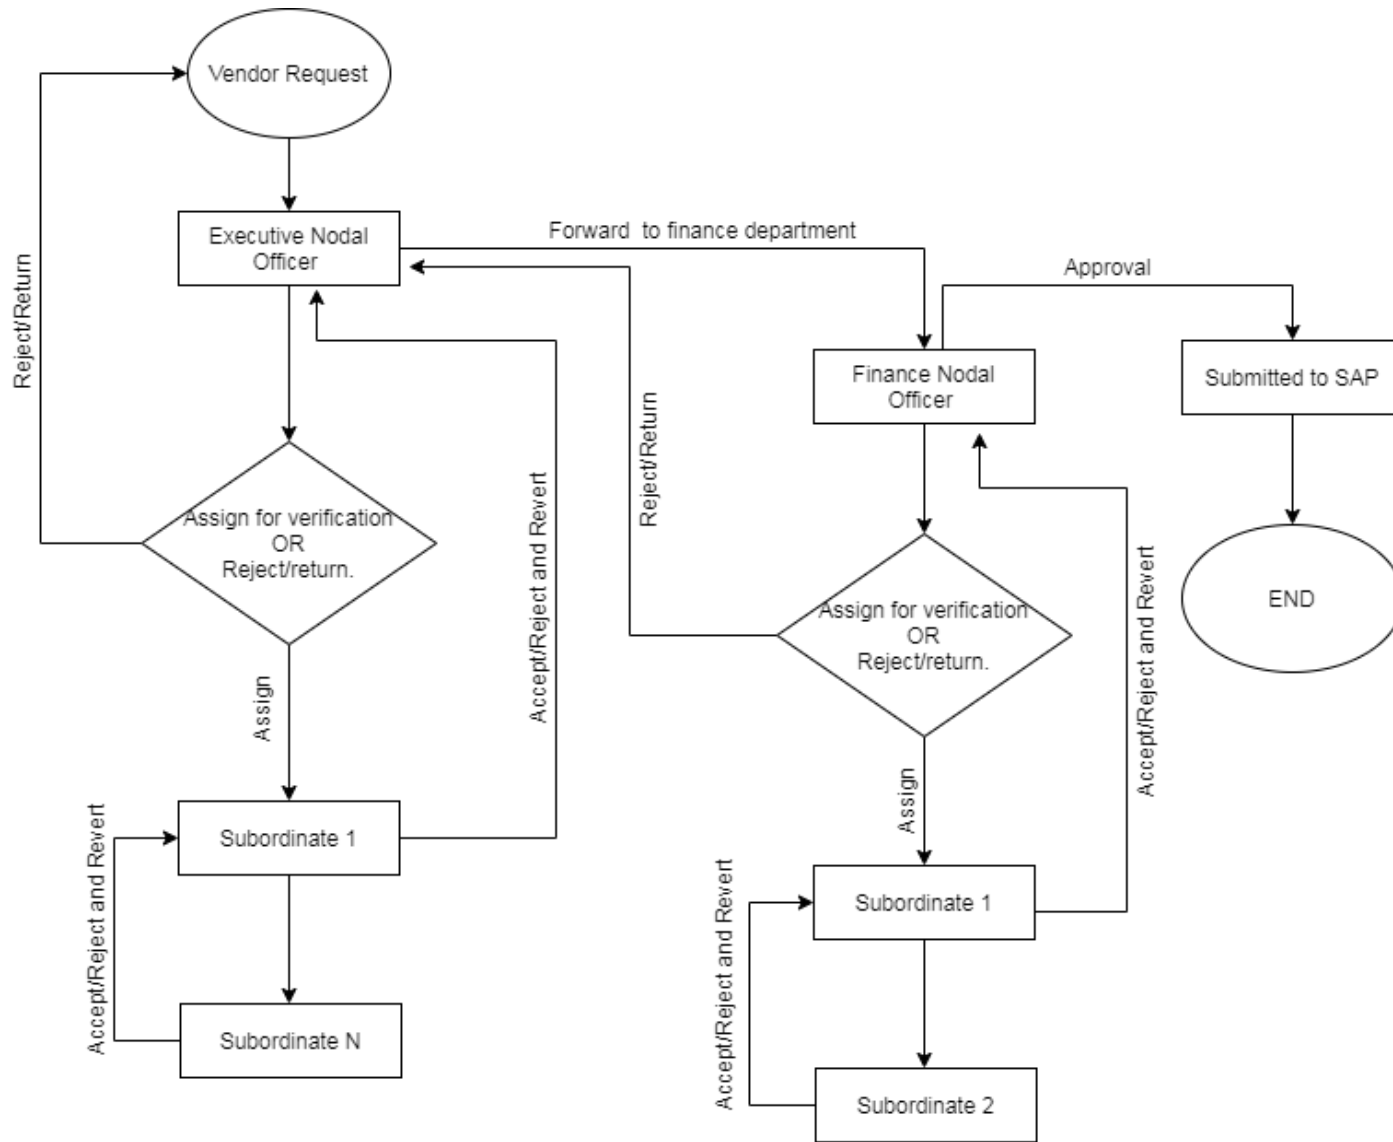 Vendor Request
Reject/Return
Executive Nodal
Officer
Forward  to finance department
Approval
Finance Nodal
Officer
Submitted to SAP
Reject/Return
Assign for verification
OR
Reject/return.
Accept/Reject and Revert
Assign for verification
OR
Reject/return.
Accept/Reject and Revert
END
Assign
Assign
Subordinate 1
Accept/Reject and Revert
Subordinate 1
Accept/Reject and Revert
Subordinate N
Subordinate 2